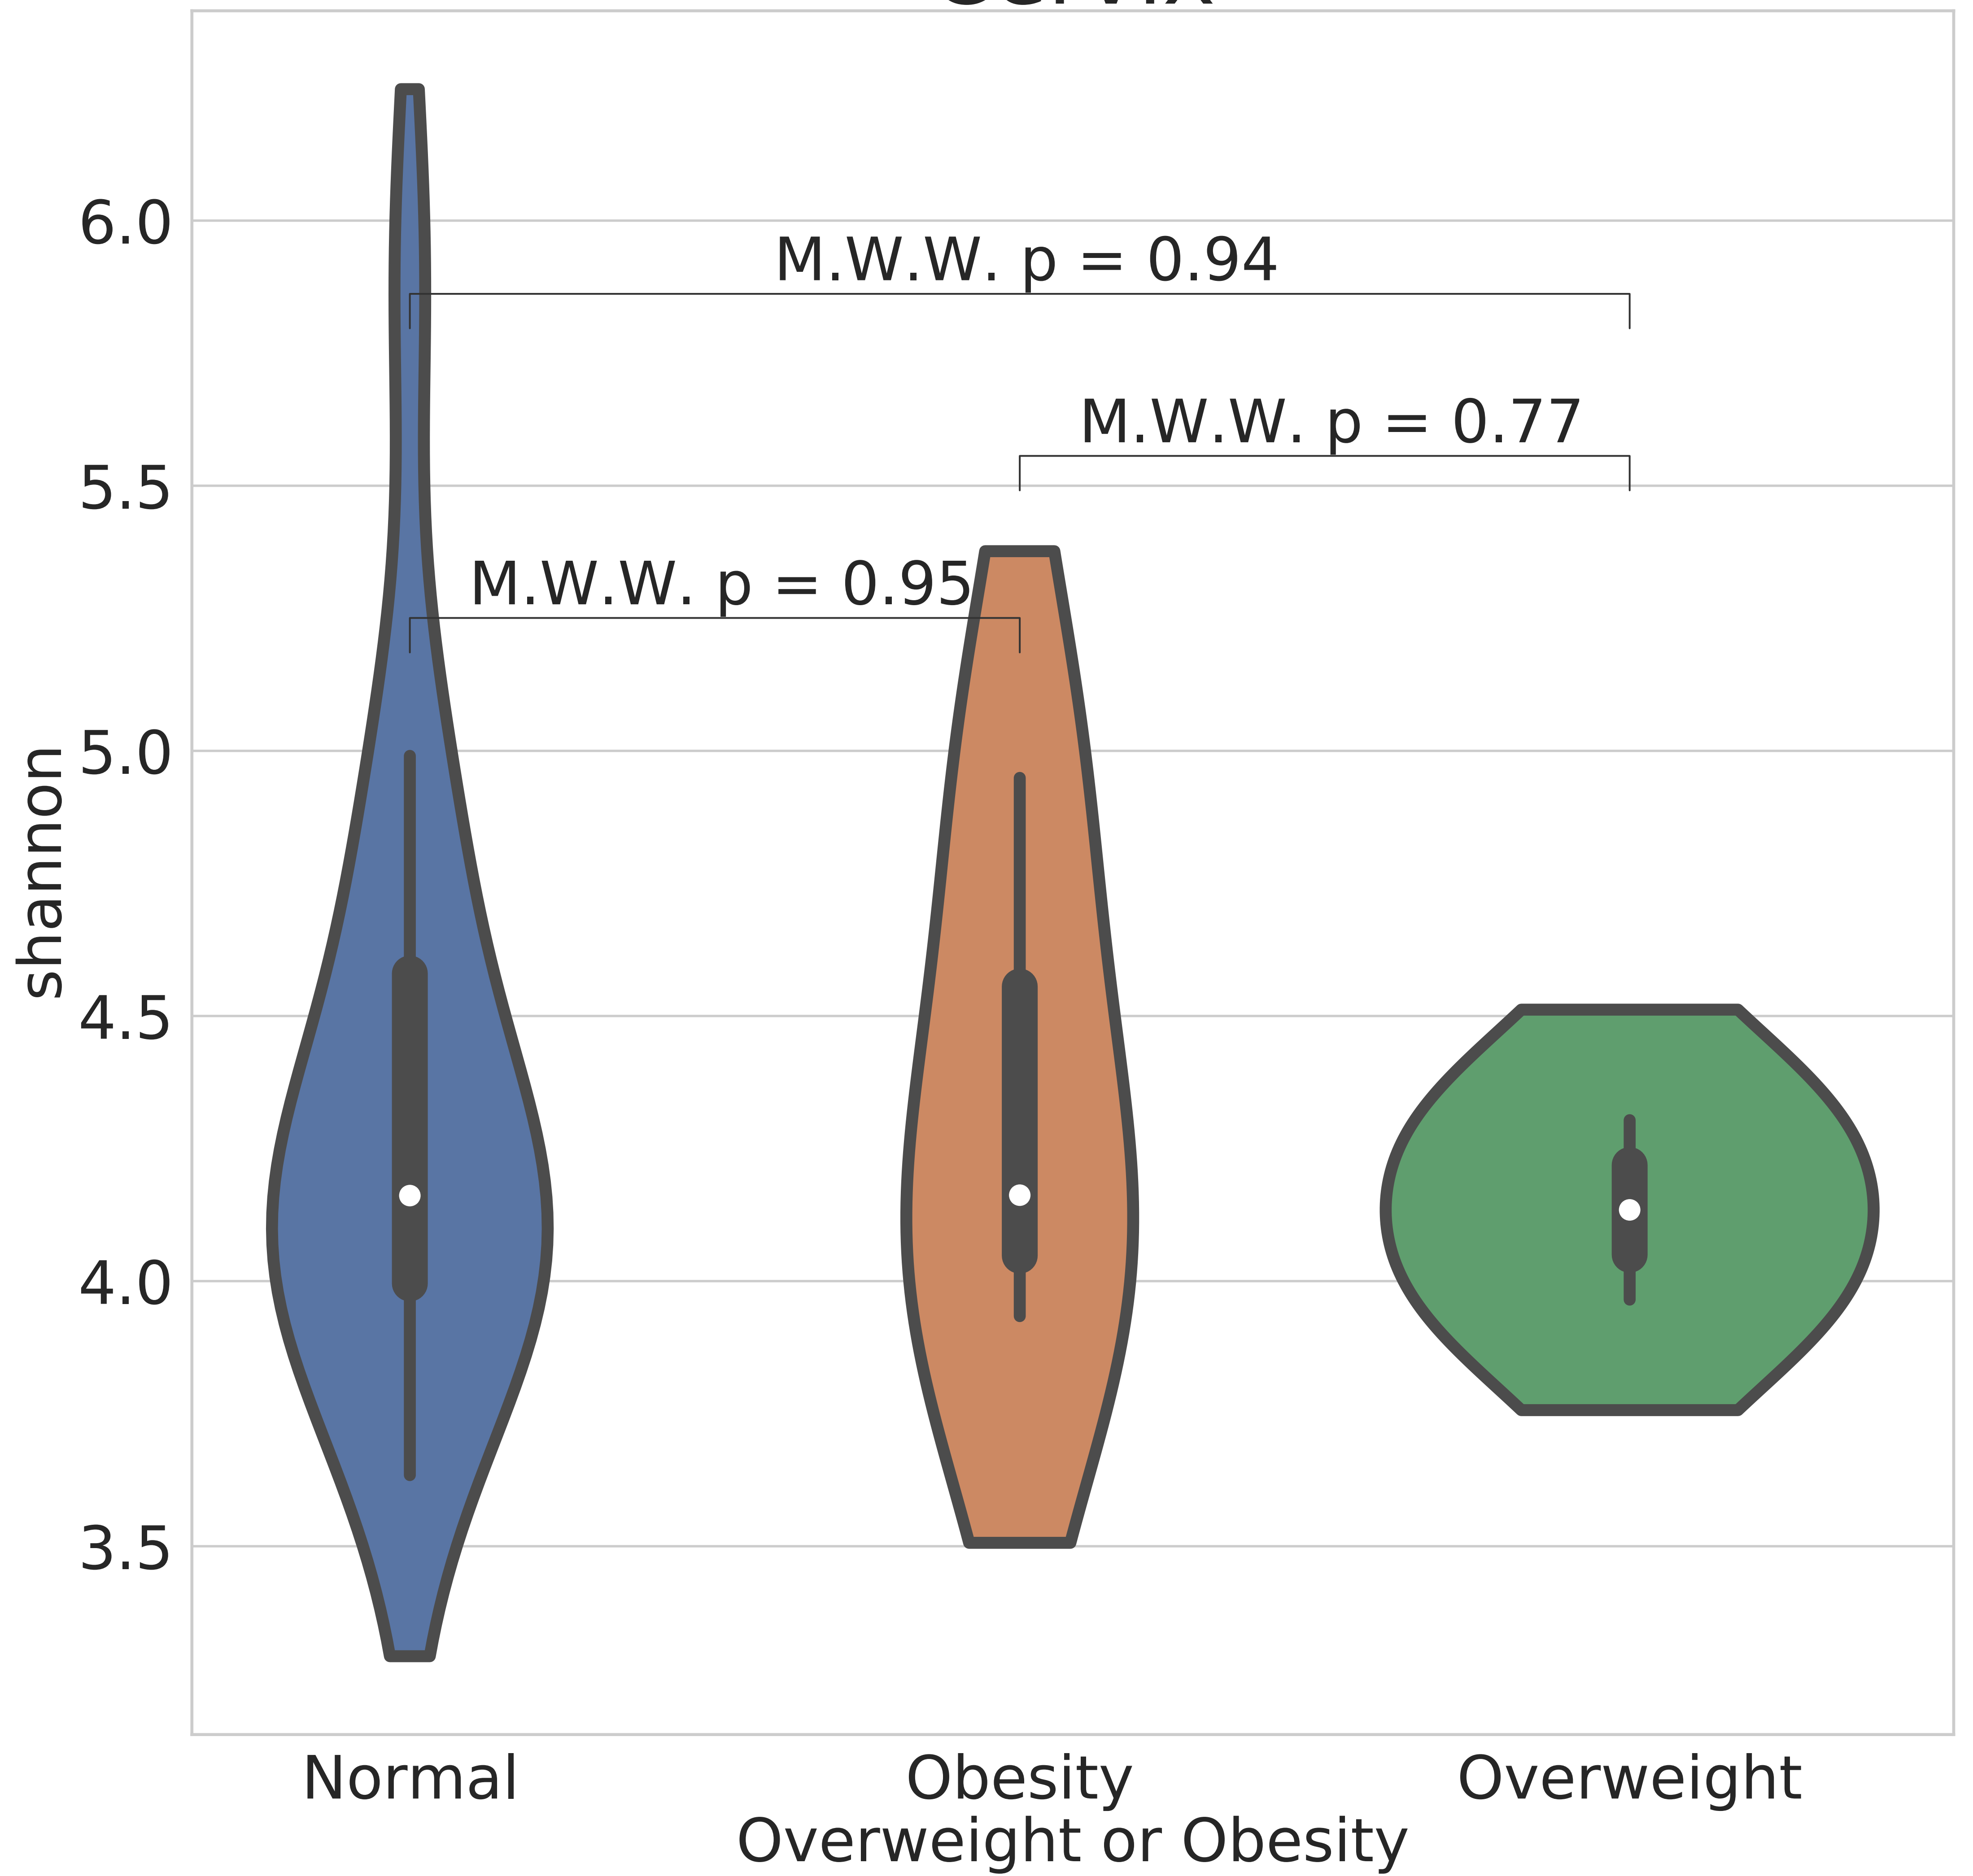 6.0
M.W.W. p = 0.94
M.W.W. p = 0.77
5.5
M.W.W. p = 0.95
5.0
shannon
4.5
4.0
3.5
Normal Obesity Overweight
Overweight or Obesity